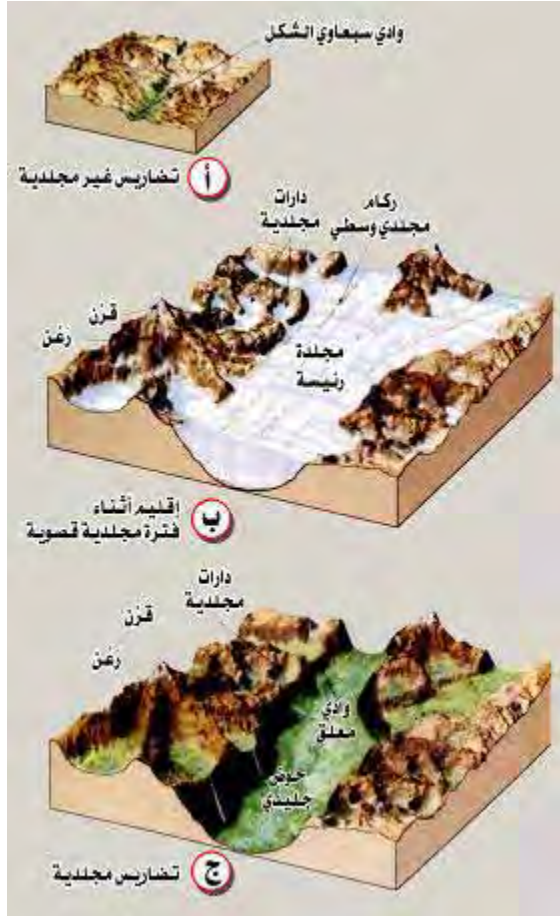 وادي سبعاوي الشكل
أ
تضاريس غير مجلدية
دارات
مجلدية
ركام
مجلدي وسطي
قرن
رعن
مجلدة
رئيسة
ب
إقليم أثناء
فترة مجلدية قصوية
دارات
مجلدية
قرن
رعن
وادي
معلق
حوض
جليدي
ج
تضاريس مجلدية